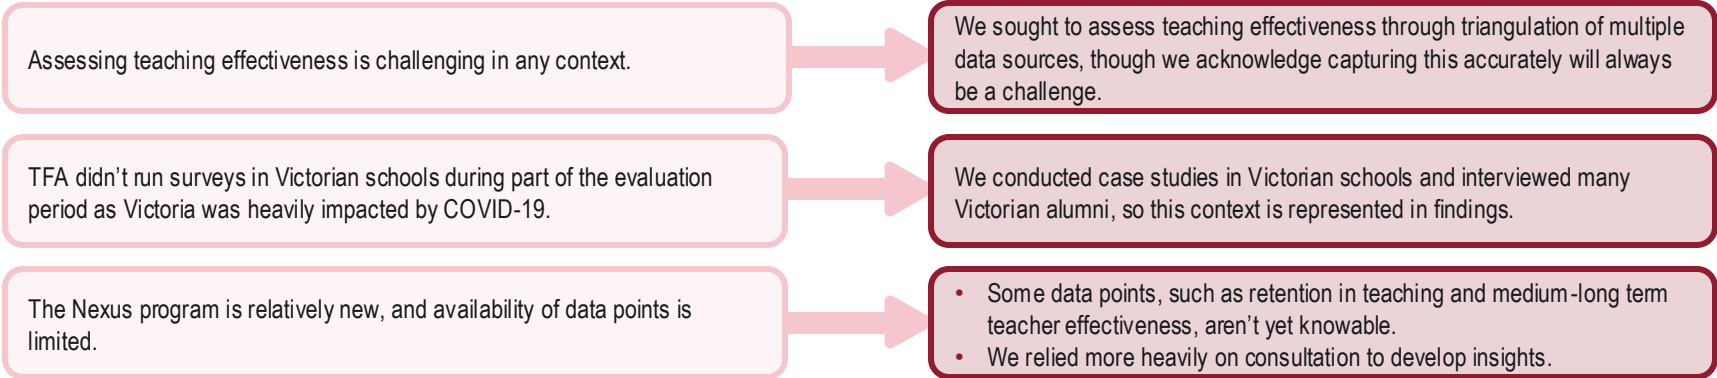 Assessing teaching effectiveness is challenging in any context.
We sought to assess teaching effectiveness through triangulation of multiple
data sources, though we acknowledge capturing this accurately will always
be a challenge.
TFA didn’t run surveys in Victorian schools during part of the evaluation
period as Victoria was heavily impacted by COVID-19.
We conducted case studies in Victorian schools and interviewed many
Victorian alumni, so this context is represented in findings.
The Nexus program is relatively new, and availability of data points is
limited.
• Some data points, such as retention in teaching and medium-long term
teacher effectiveness, aren’t yet knowable.
• We relied more heavily on consultation to develop insights.